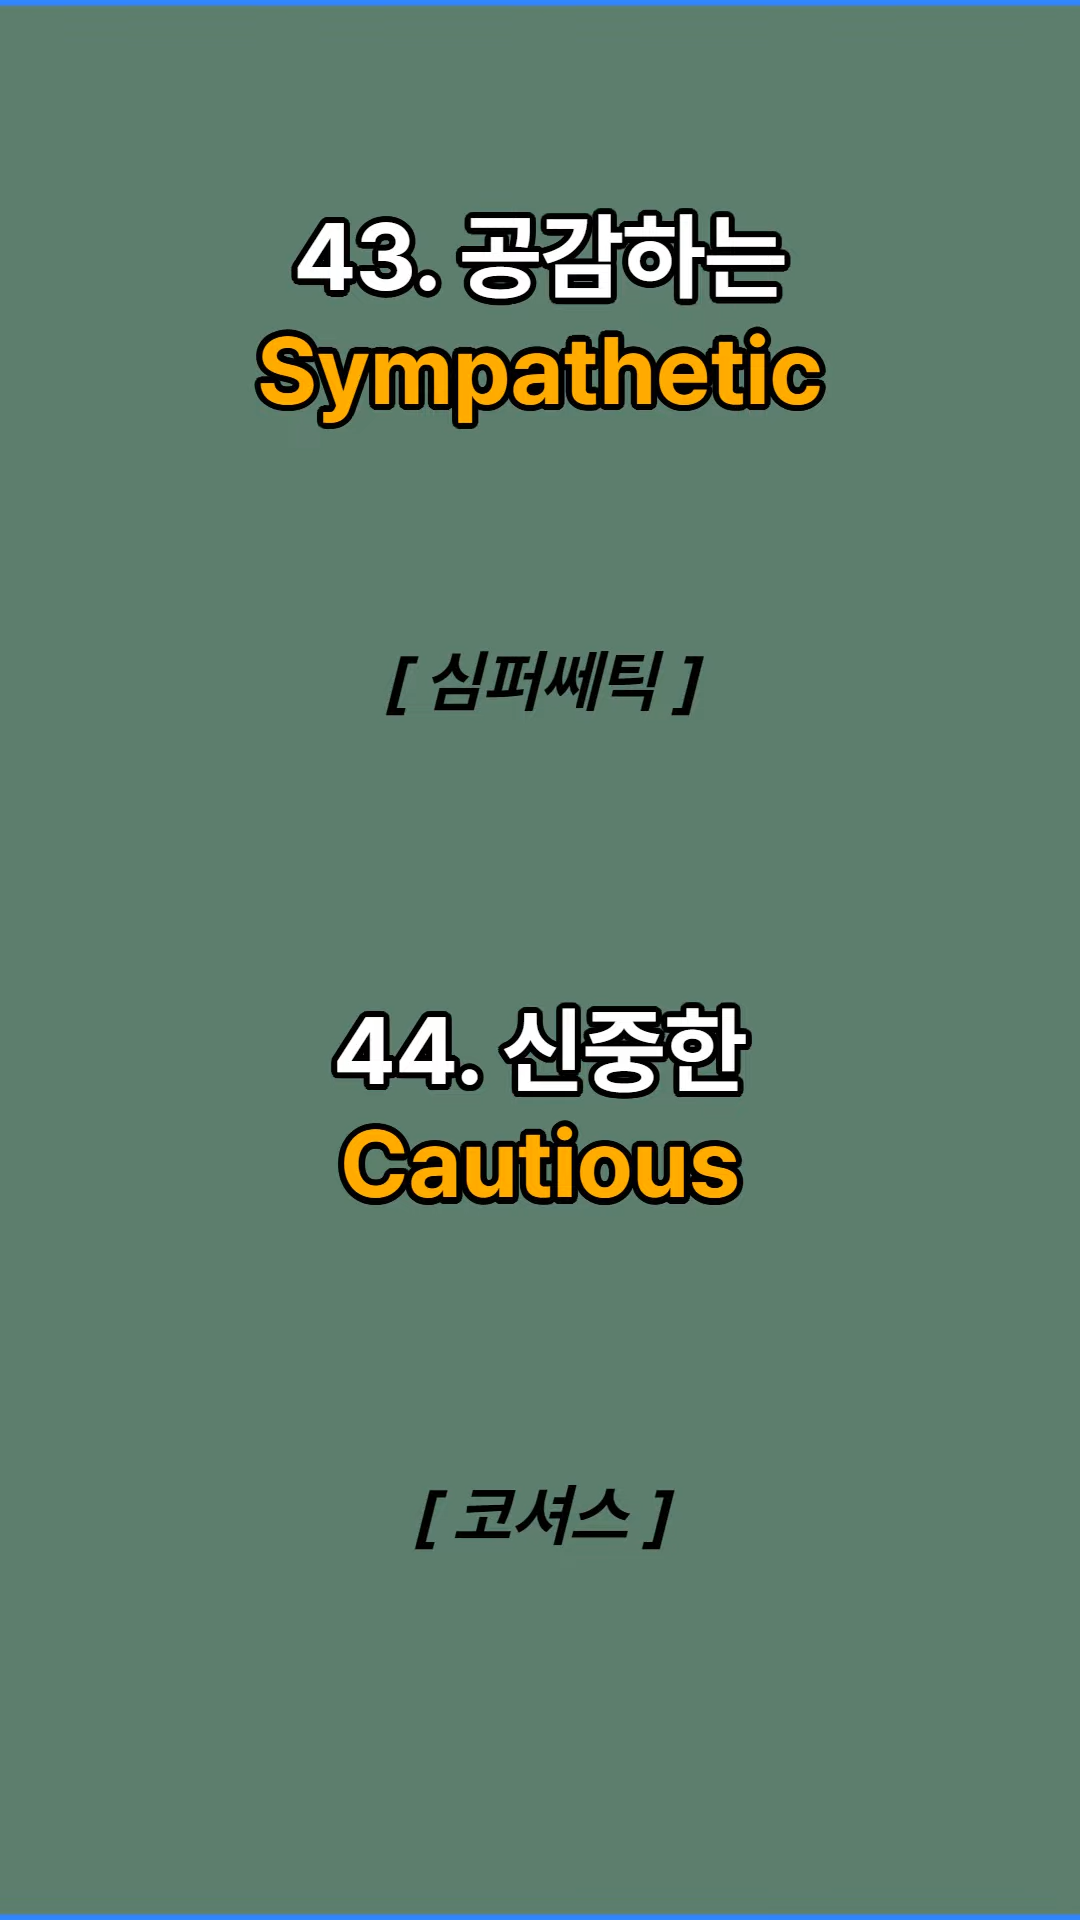 43. 공감하는
Sympathetic
[ 심퍼쎄틱 ]
44. 신중한
Cautious
[ 코셔스 ]